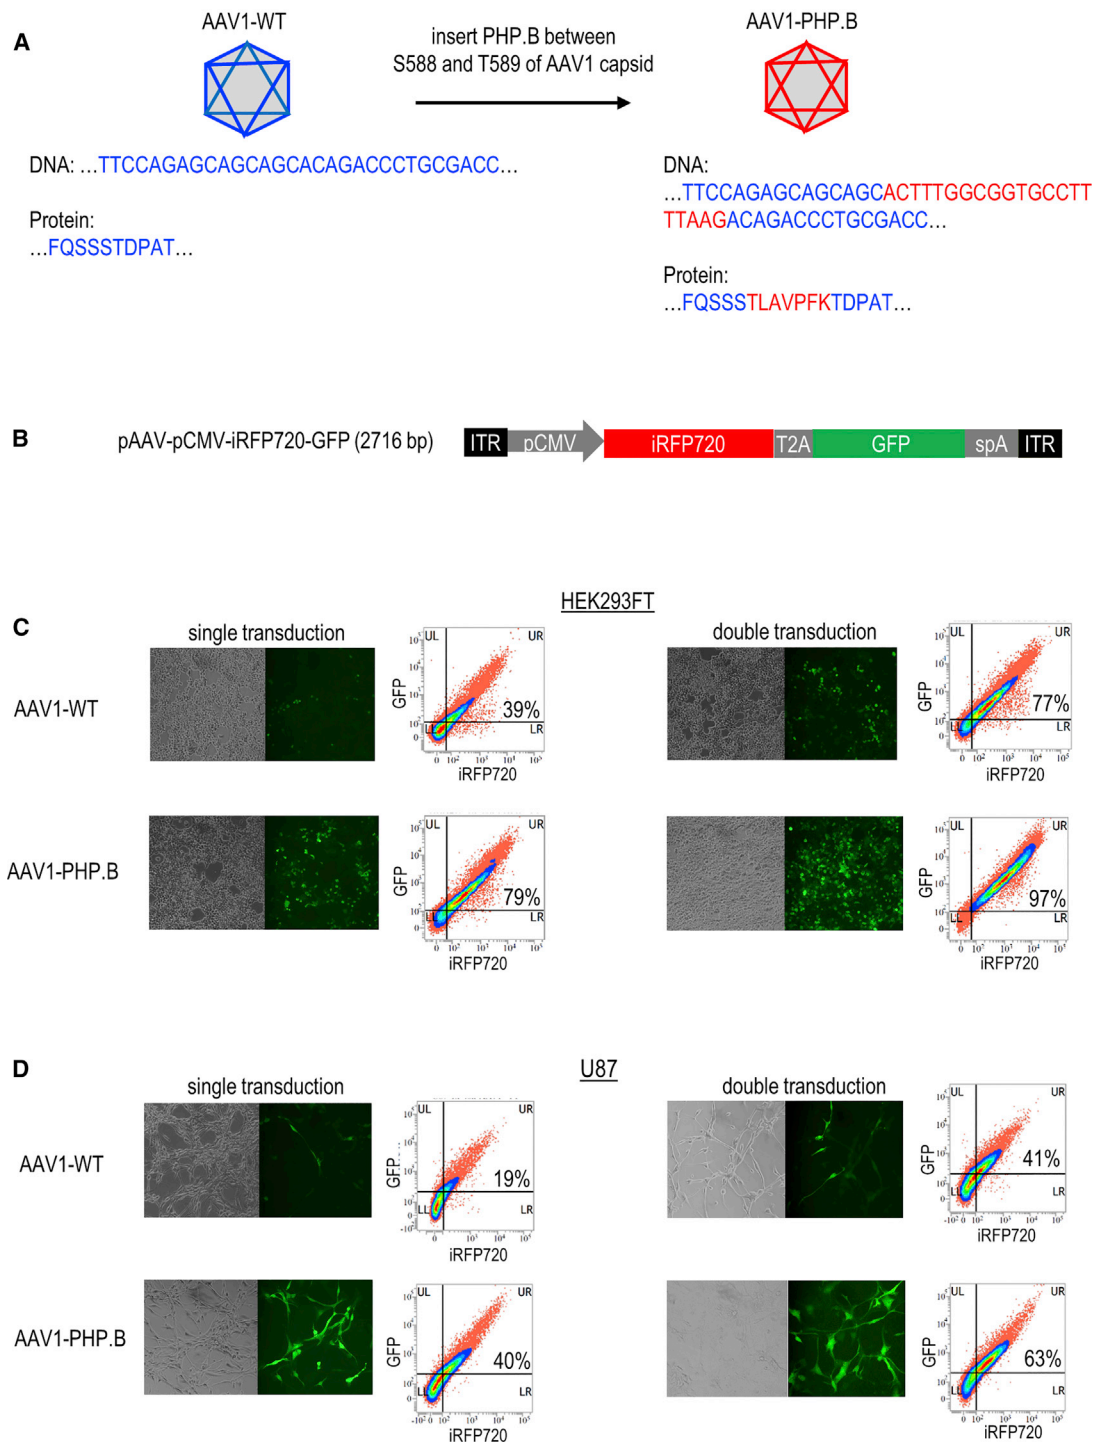 A
AAV1-WT
insert PHP.B between
S588 and T589 of AAV1 capsid
AAV1-PHP.B
DNA: ...TTCCAGAGCAGCAGCACAGACCCTGCGACC...
Protein:
...FQSSSTDPAT...
DNA:
...TTCCAGAGCAGCAGCACTTTGGCGGTGCCTT
TTAAGACAGACCCTGCGACC...
Protein:
...FQSSSTLAVPFKTDPAT...
B
pAAV-pCMV-iRFP720-GFP (2716 bp)
ITR pCMV iRFP720 T2A GFP spA ITR
C
HEK293FT
single transduction
double transduction
AAV1-WT
UL UR
GFP
39%
LL LR
iRFP720
UL UR
GFP
77%
LL LR
iRFP720
AAV1-PHP.B
UL UR
GFP
79%
LL LR
iRFP720
UL UR
GFP
97%
LL LR
iRFP720
D
U87
single transduction
double transduction
AAV1-WT
UL UR
GFP
19%
LL LR
iRFP720
UL UR
GFP
41%
LL LR
iRFP720
AAV1-PHP.B
UL UR
GFP
40%
LL LR
iRFP720
UL UR
GFP
63%
LL LR
iRFP720